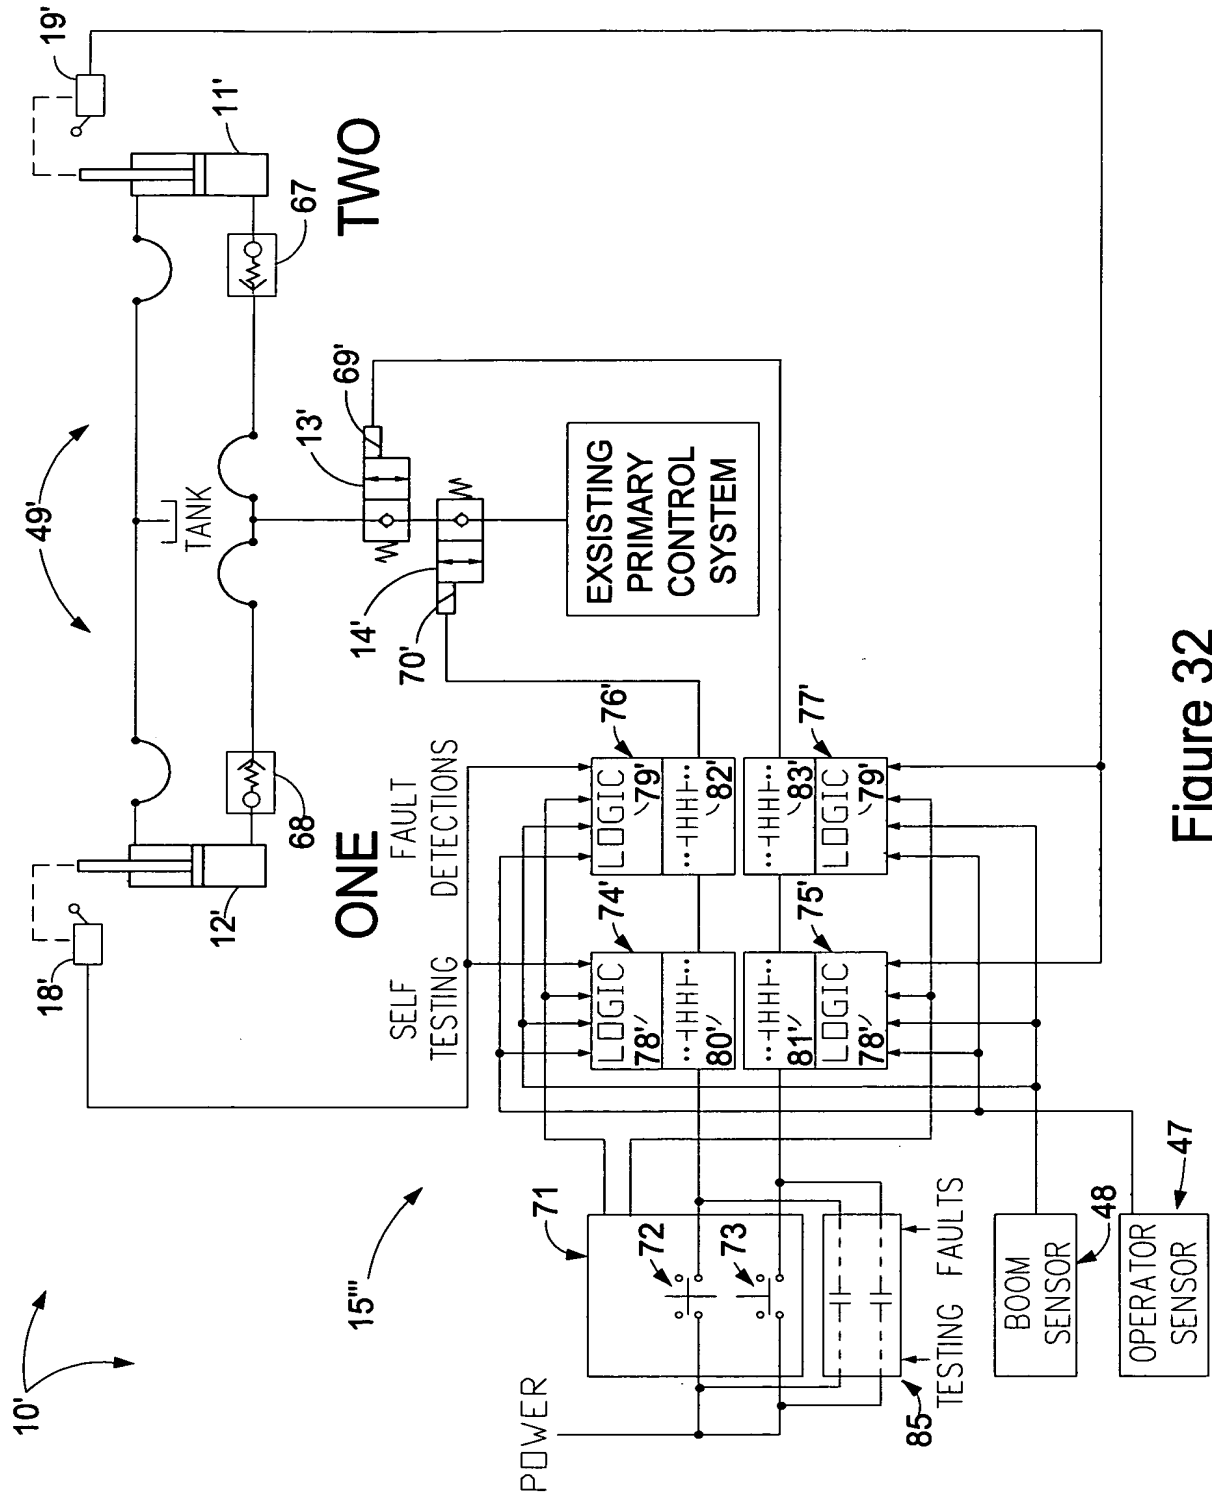 10'
49'
18'
19'
12'
11'
68
67
TANK
ONE
TWO
13'
69'
14'
70'
EXSISTING
PRIMARY
CONTROL
SYSTEM
15'''
SELF
TESTING
FAULT
DETECTIONS
POWER
71
72
73
74'
76'
LOGIC
78'
LOGIC
79'
80'
82'
81'
83'
LOGIC
78'
LOGIC
79'
75'
77'
85
TESTING FAULTS
BOOM
SENSOR
48
OPERATOR
SENSOR
47
Figure 32